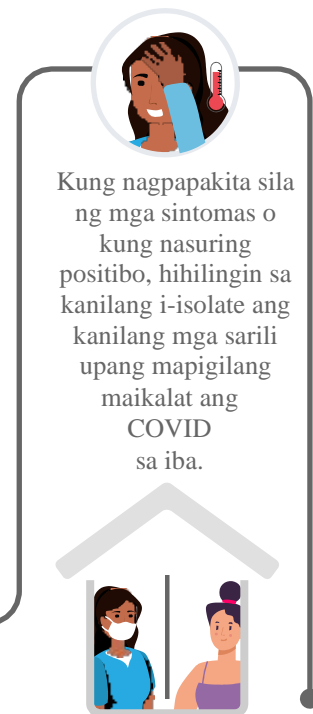 Kung nagpapakita sila
ng mga sintomas o
kung nasuring
positibo, hihilingin sa
kanilang i-isolate ang
kanilang mga sarili
upang mapigilang
maikalat ang
COVID
sa iba.